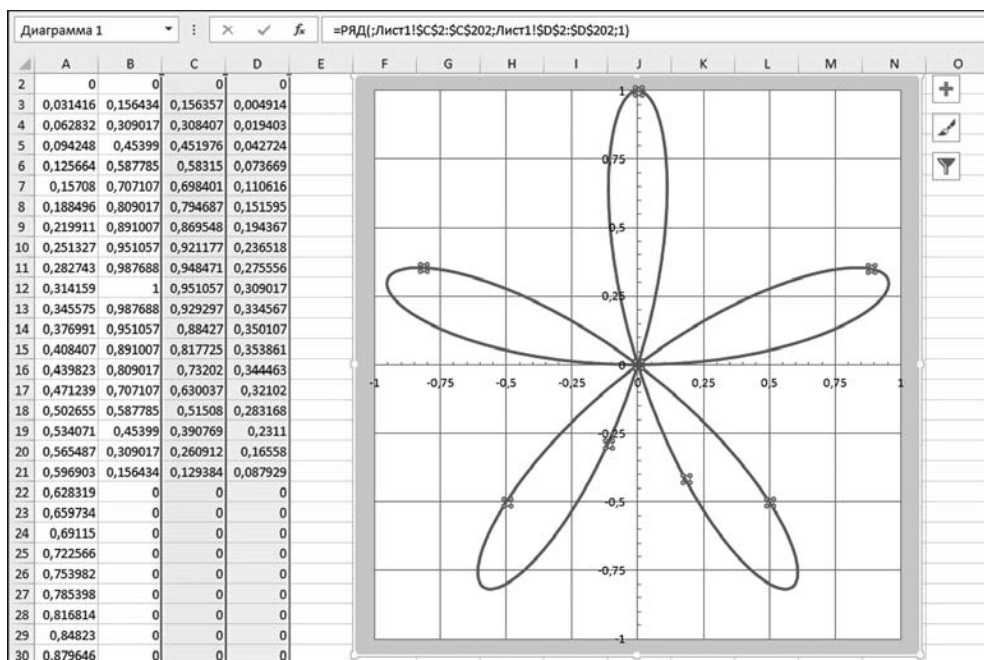 Диаграмма 1 =РЯД(;Лист1!$C$2:$C$202;Лист1!$D$2:$D$202;1)
A B C D E F G H I J K L M N O
2 0 0 0 0
3 0,031416 0,156434 0,156357 0,004914
4 0,062832 0,309017 0,308407 0,019403
5 0,094248 0,45399 0,451976 0,042724
6 0,125664 0,587785 0,58315 0,073669
7 0,15708 0,707107 0,698401 0,110616
8 0,188496 0,809017 0,794687 0,151595
9 0,219911 0,891007 0,869548 0,194367
10 0,251327 0,951057 0,921177 0,236518
11 0,282743 0,987688 0,948471 0,275556
12 0,314159 1 0,951057 0,309017
13 0,345575 0,987688 0,929297 0,334567
14 0,376991 0,951057 0,88427 0,350107
15 0,408407 0,891007 0,817725 0,353861
16 0,439823 0,809017 0,73202 0,344463
17 0,471239 0,707107 0,630037 0,32102
18 0,502655 0,587785 0,51508 0,283168
19 0,534071 0,45399 0,390769 0,2311
20 0,565487 0,309017 0,260912 0,16558
21 0,596903 0,156434 0,129384 0,087929
22 0,628319 0 0 0
23 0,659734 0 0 0
24 0,69115 0 0 0
25 0,722566 0 0 0
26 0,753982 0 0 0
27 0,785398 0 0 0
28 0,816814 0 0 0
29 0,84823 0 0 0
30 0,879646 0 0 0
1
0,75
0,5
0,25
0
-1 -0,75 -0,5 -0,25 0 0,25 0,5 0,75 1
-0,25
-0,5
-0,75
-1